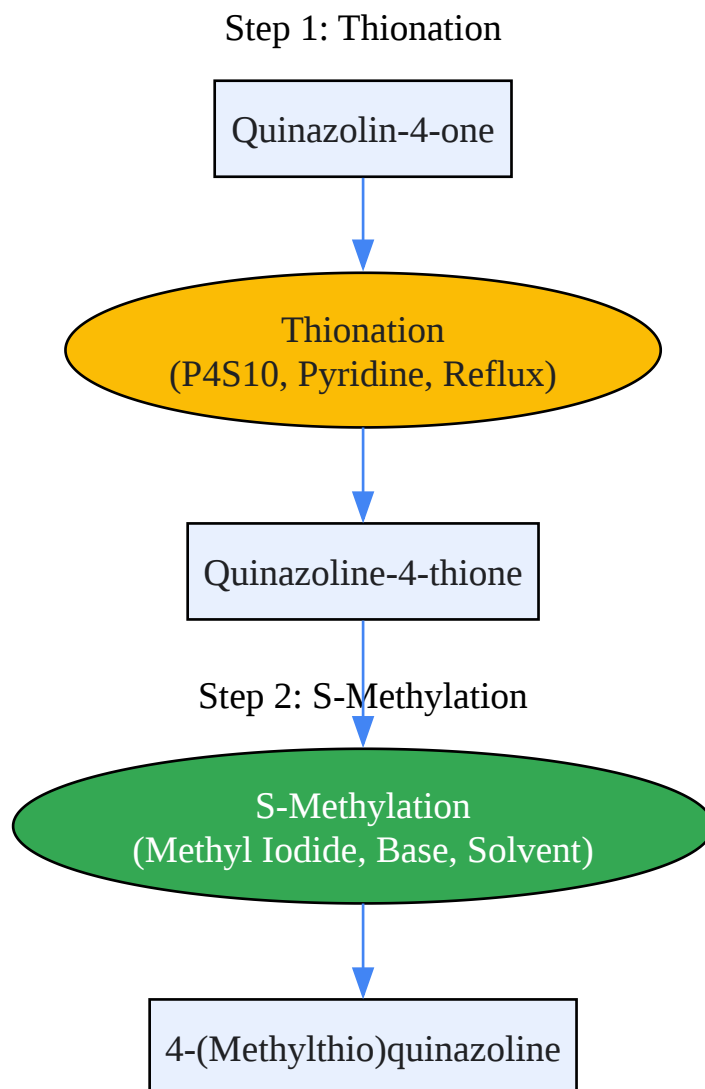 Step 1: Thionation
Quinazolin-4-one
Thionation
(P4S10, Pyridine, Reflux)
Quinazoline-4-thione
Step 2: S-Methylation
S-Methylation
(Methyl Iodide, Base, Solvent)
4-(Methylthio)quinazoline